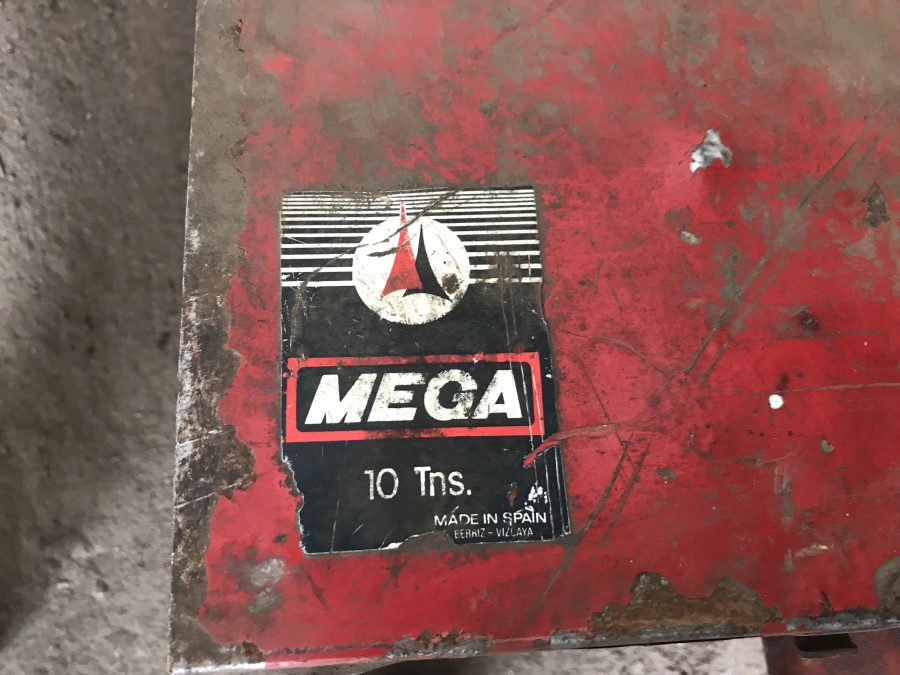 MEGA
10 Tns.
MADE IN SPAIN
BERRIZ - VIZCAYA